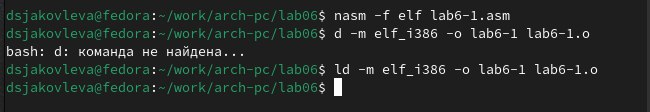 dsjakovleva@fedora:~/work/arch-pc/lab06$ nasm -f elf lab6-1.asm
dsjakovleva@fedora:~/work/arch-pc/lab06$ d -m elf_i386 -o lab6-1 lab6-1.o
bash: d: команда не найдена...
dsjakovleva@fedora:~/work/arch-pc/lab06$ ld -m elf_i386 -o lab6-1 lab6-1.o
dsjakovleva@fedora:~/work/arch-pc/lab06$